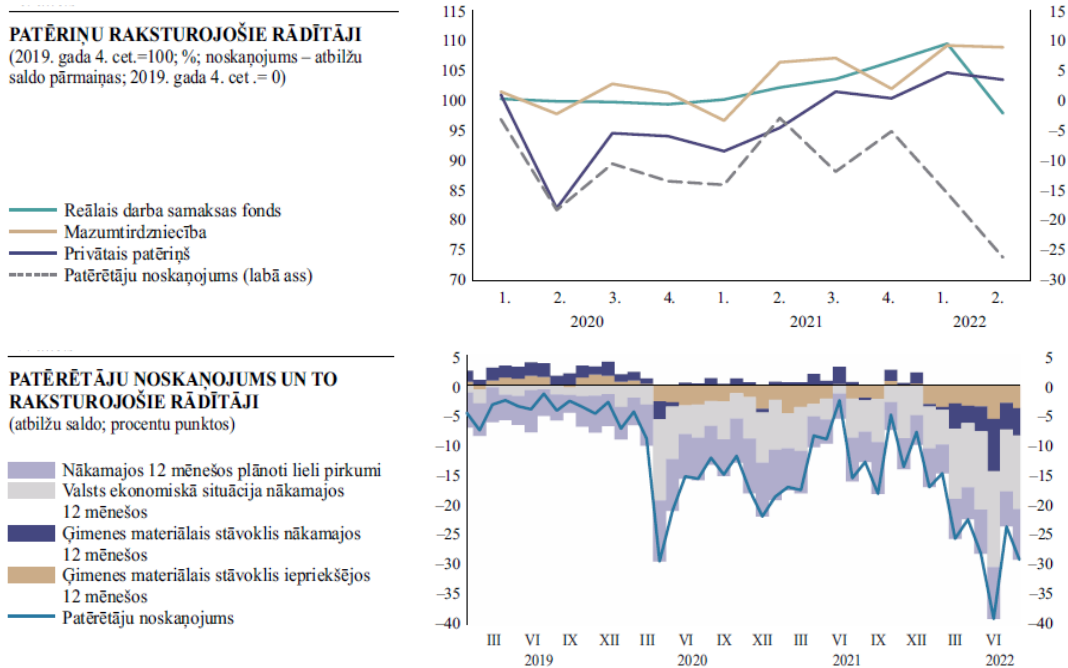 PATĒRIŅU RAKSTUROJOŠIE RĀDĪTĀJI
(2019. gada 4. cet.=100; %; noskaņojums – atbilžu
saldo pārmaiņas; 2019. gada 4. cet .= 0)
Reālais darba samaksas fonds
Mazumtirdzniecība
Privātais patēriņš
Patērētāju noskaņojums (labā ass)
115
110
105
100
95
90
85
80
75
70
15
10
5
0
–5
–10
–15
–20
–25
–30
1. 2. 3. 4. 1. 2. 3. 4. 1. 2.
2020 2021 2022
PATĒRĒTĀJU NOSKAŅOJUMS UN TO
RAKSTUROJOŠIE RĀDĪTĀJI
(atbilžu saldo; procentu punktos)
Nākamajos 12 mēnešos plānoti lieli pirkumi
Valsts ekonomiskā situācija nākamajos
12 mēnešos
Ģimenes materiālais stāvoklis nākamajos
12 mēnešos
Ģimenes materiālais stāvoklis iepriekšējos
12 mēnešos
Patērētāju noskaņojums
5
0
–5
–10
–15
–20
–25
–30
–35
–40
5
0
–5
–10
–15
–20
–25
–30
–35
–40
III VI IX XII III VI IX XII III VI IX XII III VI
2019 2020 2021 2022